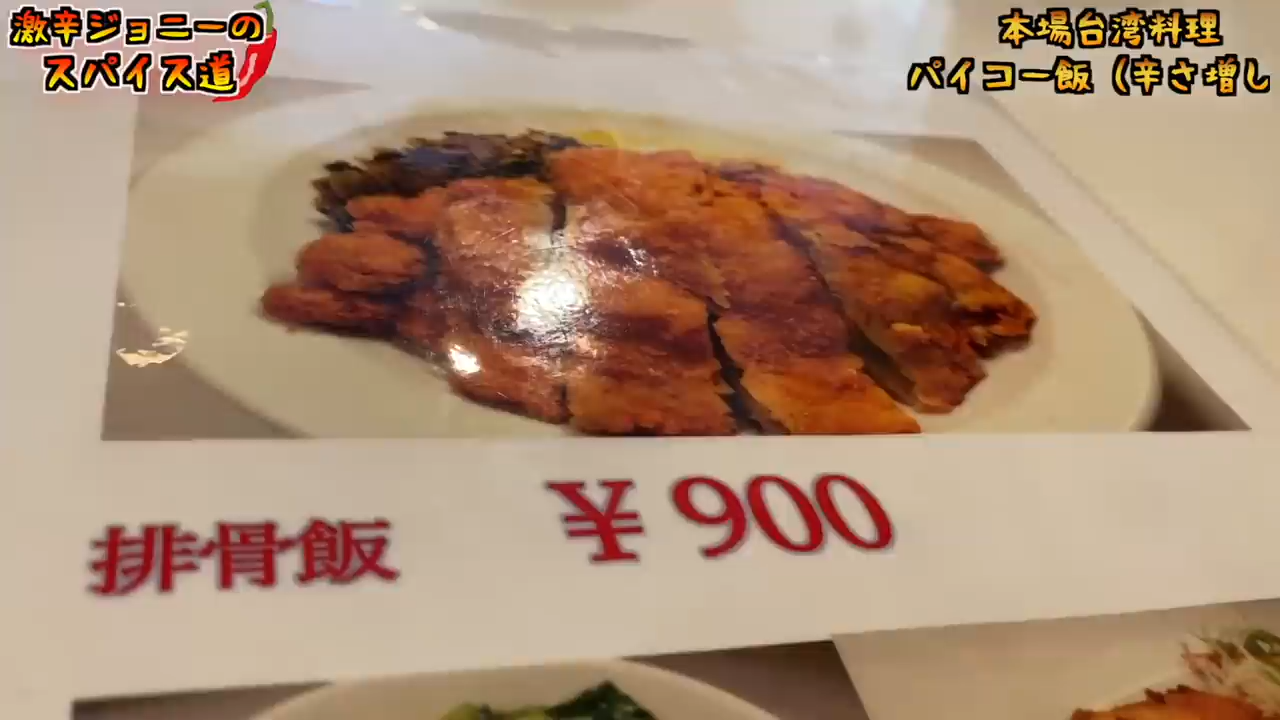 激辛ジョニーの
スパイス道
本場台湾料理
パイコー飯（辛さ増し
排骨飯 ¥900